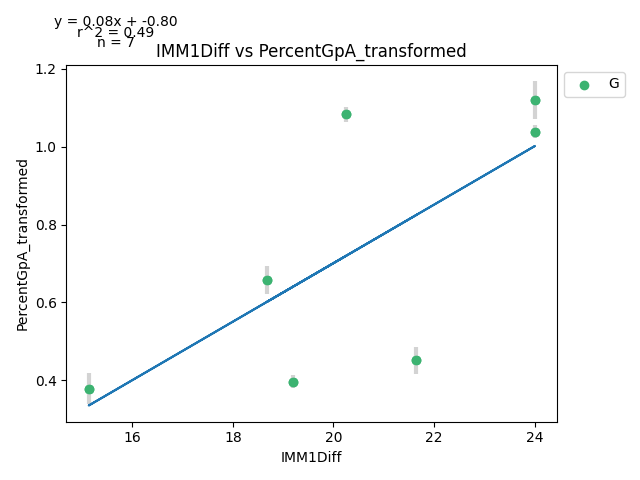 y = 0.08x + -0.80
r^2 = 0.49
n = 7
IMM1Diff vs PercentGpA_transformed
G
1.2
1.0
0.8
0.6
0.4
PercentGpA_transformed
16 18 20 22 24
IMM1Diff